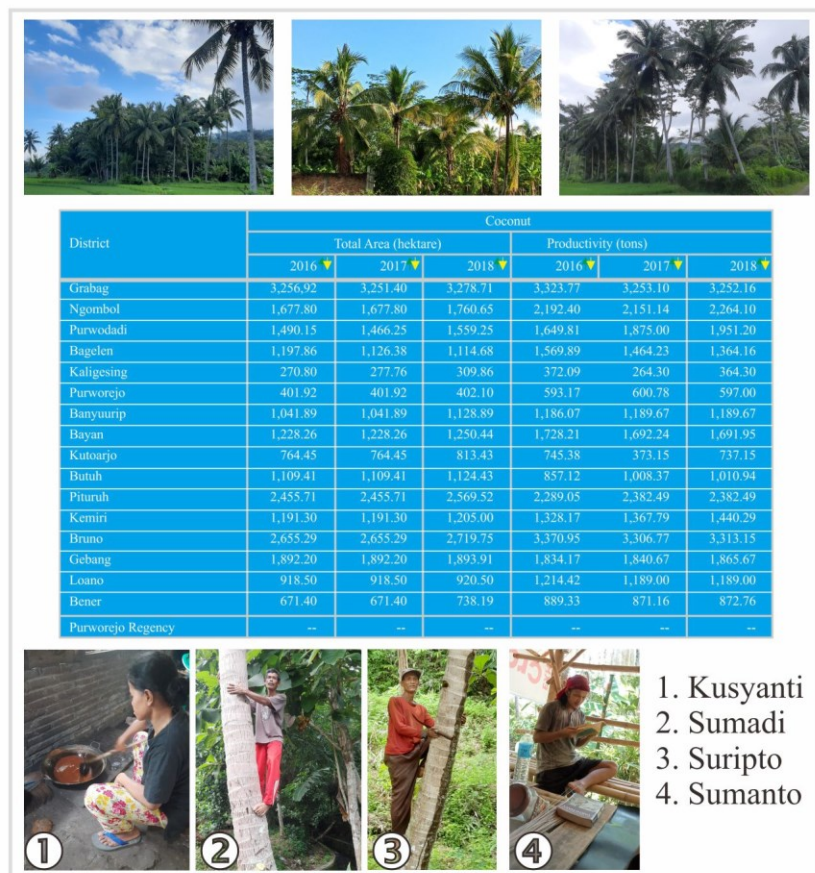 Coconut
District
Total Area (hektare) Productivity (tons)
2016 2017 2018 2016 2017 2018
Grabag 3,256,92 3,251.40 3,278.71 3,323.77 3,253.10 3,252.16
Ngombol 1,677.80 1,677.80 1,760.65 2,192.40 2,151.14 2,264.10
Purwodadi 1,490.15 1,466.25 1,559.25 1,649.81 1,875.00 1,951.20
Bagelen 1,197.86 1,126.38 1,114.68 1,569.89 1,464.23 1,364.16
Kaligesing 270.80 277.76 309.86 372.09 264.30 364.30
Purworejo 401.92 401.92 402.10 593.17 600.78 597.00
Banyuurip 1,041.89 1,041.89 1,128.89 1,186.07 1,189.67 1,189.67
Bayan 1,228.26 1,228.26 1,250.44 1,728.21 1,692.24 1,691.95
Kutoarjo 764.45 764.45 813.43 745.38 373.15 737.15
Butuh 1,109.41 1,109.41 1,124.43 857.12 1,008.37 1,010.94
Pituruh 2,455.71 2,455.71 2,569.52 2,289.05 2,382.49 2,382.49
Kemiri 1,191.30 1,191.30 1,205.00 1,328.17 1,367.79 1,440.29
Bruno 2,655.29 2,655.29 2,719.75 3,370.95 3,306.77 3,313.15
Gebang 1,892.20 1,892.20 1,893.91 1,834.17 1,840.67 1,865.67
Loano 918.50 918.50 920.50 1,214.42 1,189.00 1,189.00
Bener 671.40 671.40 738.19 889.33 871.16 872.76
Purworejo Regency -- -- -- -- -- --
1. Kusyanti
2. Sumadi
3. Suripto
4. Sumanto
1 2 3 4